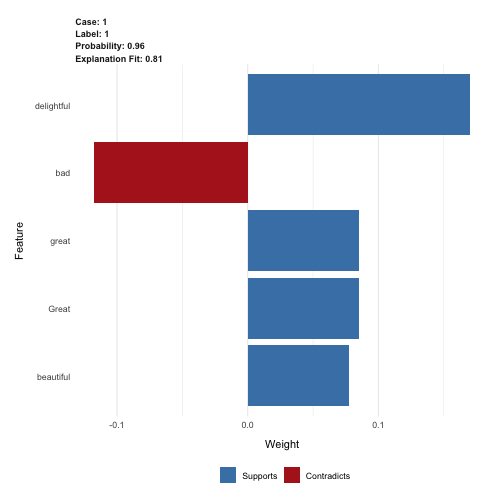 Case: 1
Label: 1
Probability: 0.96
Explanation Fit: 0.81
delightful
bad
great
Great
beautiful
Feature
-0.1 0.0 0.1
Weight
Supports Contradicts